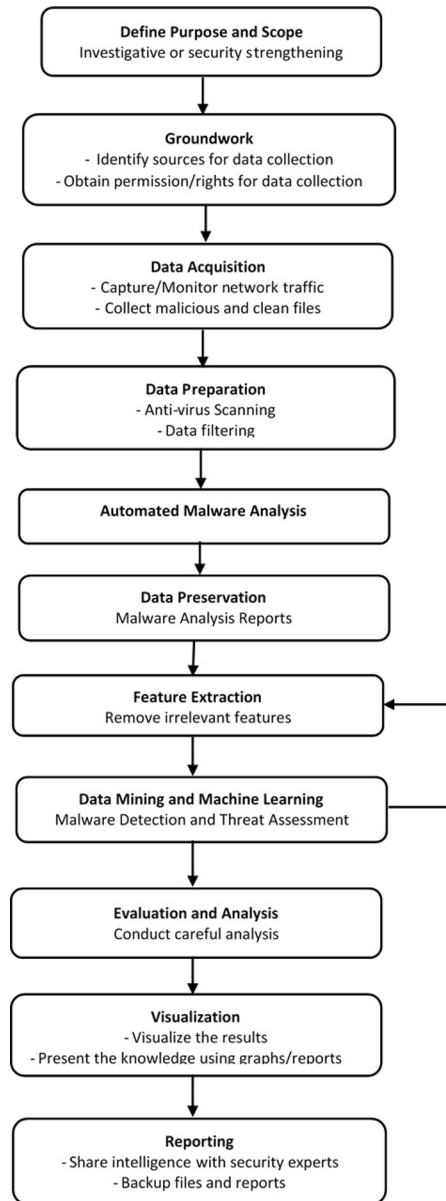 Define Purpose and Scope
Investigative or security strengthening
Groundwork
- Identify sources for data collection
- Obtain permission/rights for data collection
Data Acquisition
- Capture/Monitor network traffic
- Collect malicious and clean files
Data Preparation
- Anti-virus Scanning
- Data filtering
Automated Malware Analysis
Data Preservation
Malware Analysis Reports
Feature Extraction
Remove irrelevant features
Data Mining and Machine Learning
Malware Detection and Threat Assessment
Evaluation and Analysis
Conduct careful analysis
Visualization
- Visualize the results
- Present the knowledge using graphs/reports
Reporting
- Share intelligence with security experts
- Backup files and reports